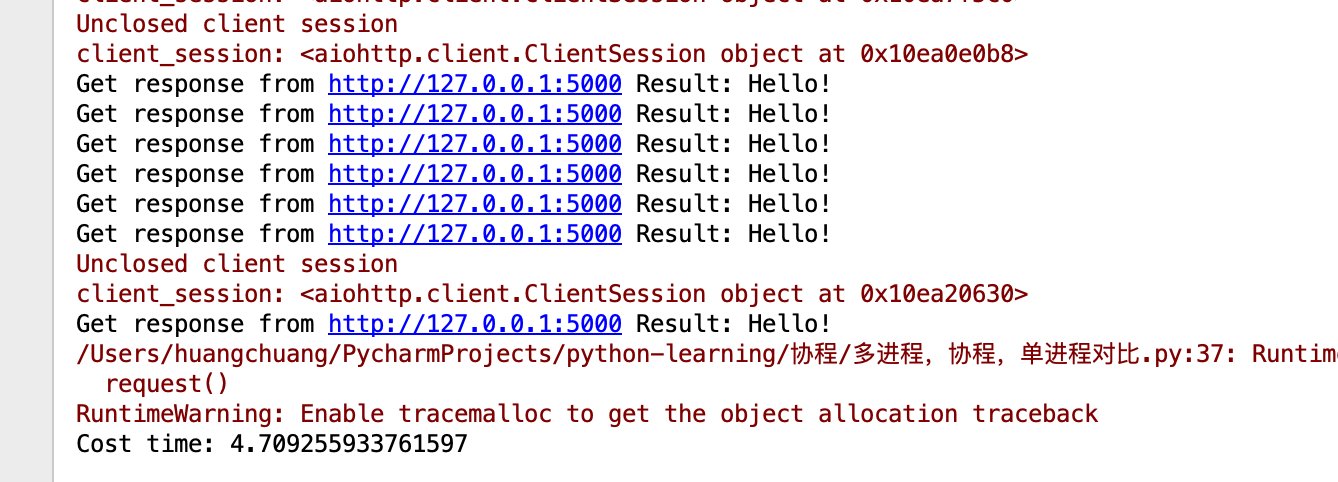 Unclosed client session
client_session: <aiohttp.client.ClientSession object at 0x10ea0e0b8>
Get response from http://127.0.0.1:5000 Result: Hello!
Get response from http://127.0.0.1:5000 Result: Hello!
Get response from http://127.0.0.1:5000 Result: Hello!
Get response from http://127.0.0.1:5000 Result: Hello!
Get response from http://127.0.0.1:5000 Result: Hello!
Get response from http://127.0.0.1:5000 Result: Hello!
Unclosed client session
client_session: <aiohttp.client.ClientSession object at 0x10ea20630>
Get response from http://127.0.0.1:5000 Result: Hello!
/Users/huangchuang/PycharmProjects/python-learning/协程/多进程，协程，单进程对比.py:37: Runtime
request()
RuntimeWarning: Enable tracemalloc to get the object allocation traceback
Cost time: 4.709255933761597